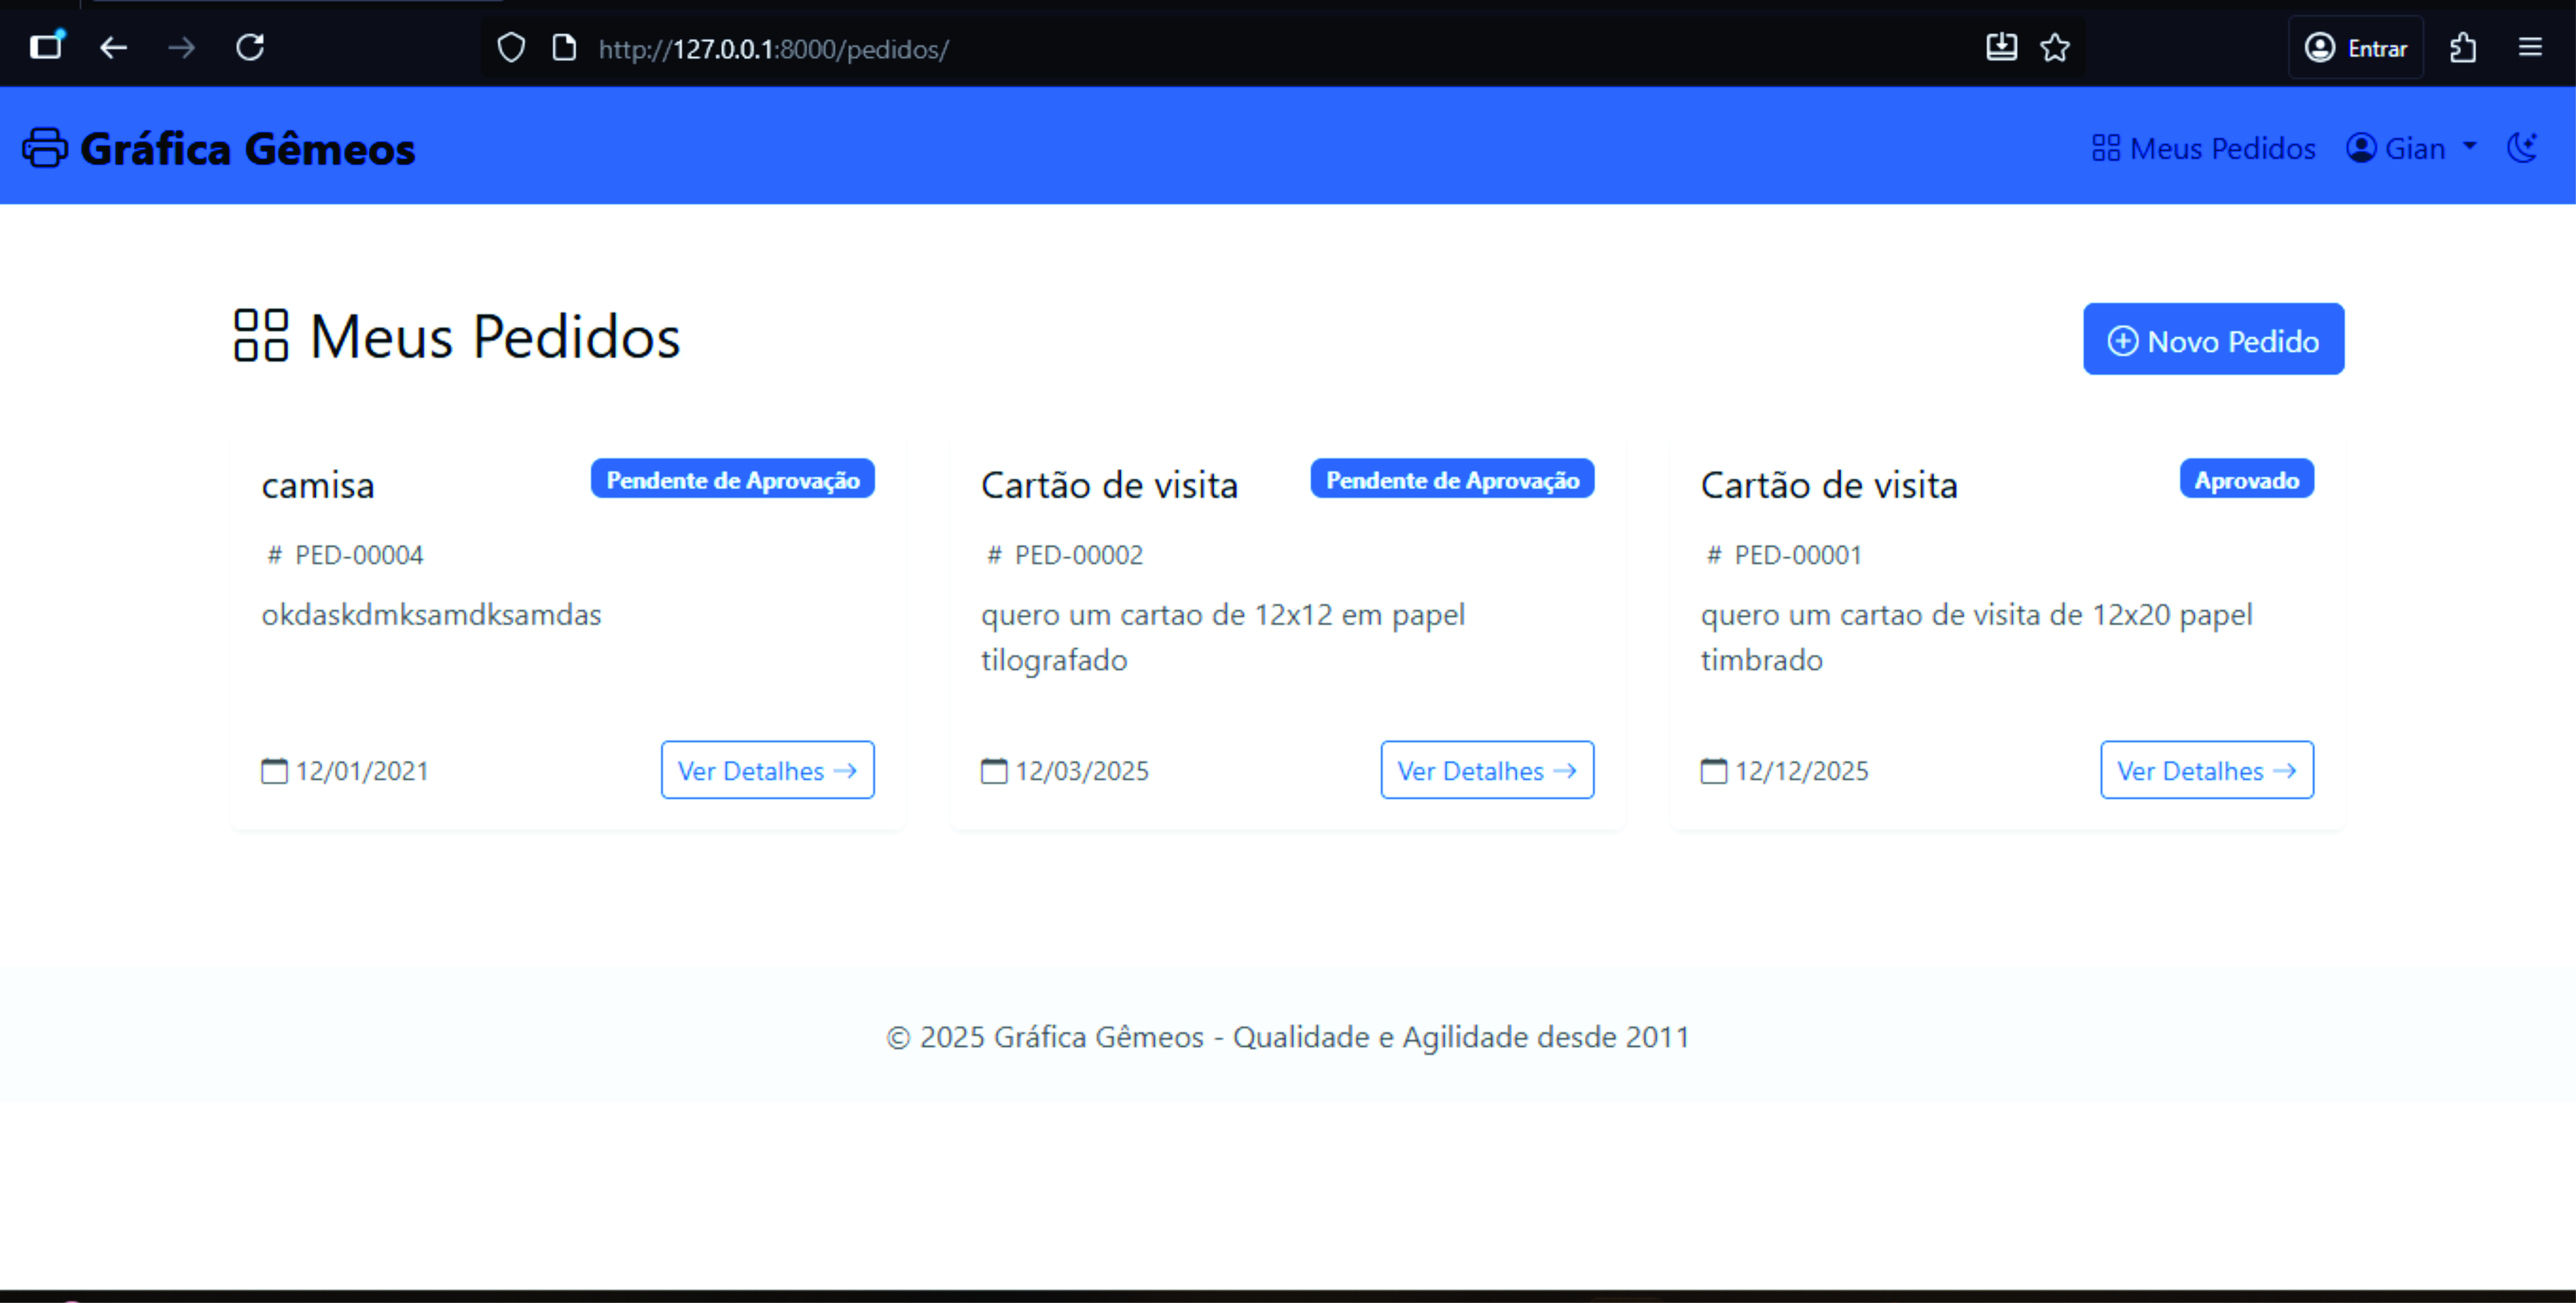 http://127.0.0.1:8000/pedidos/
Entrar
Gráfica Gêmeos
Meus Pedidos
Gian
Meus Pedidos
Novo Pedido
camisa
Pendente de Aprovação
# PED-00004
okdaskdmksamdksamdas
12/01/2021
Ver Detalhes →
Cartão de visita
Pendente de Aprovação
# PED-00002
quero um cartao de 12x12 em papel
tilografado
12/03/2025
Ver Detalhes →
Cartão de visita
Aprovado
# PED-00001
quero um cartao de visita de 12x20 papel
timbrado
12/12/2025
Ver Detalhes →
© 2025 Gráfica Gêmeos - Qualidade e Agilidade desde 2011